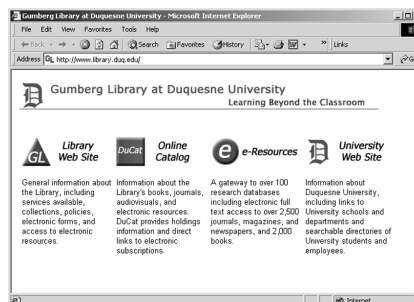 Gumberg Library at Duquesne University - Microsoft Internet Explorer
File Edit View Favorites Tools Help
Back Search Favorites History W » Links
Address http://www.library.duq.edu/
D Gumberg Library at Duquesne University
Learning Beyond the Classroom
GL Library Web Site
General information about
the Library, including
services available,
collections, policies,
electronic forms, and
access to electronic
resources.
DuCat Online Catalog
Information about the
Library's books, journals,
audiovisuals, and
electronic resources.
DuCat provides holdings
information and direct
links to electronic
subscriptions.
e e-Resources
A gateway to over 100
research databases
including electronic full
text access to over 2,500
journals, magazines, and
newspapers, and 2,000
books.
D University Web Site
Information about
Duquesne University,
including links to
University schools and
departments and
searchable directories of
University students and
employees.
Internet